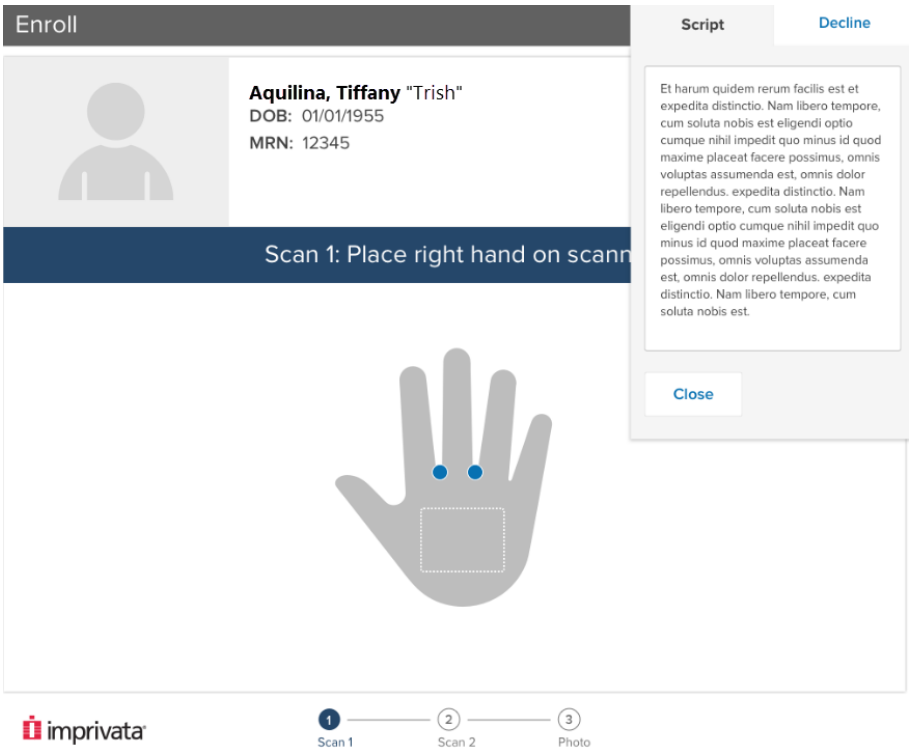 Enroll
Script
Decline
Aquilina, Tiffany "Trish"
DOB: 01/01/1955
MRN: 12345
Scan 1: Place right hand on scann
Et harum quidem rerum facilis est et
expedita distinctio. Nam libero tempore,
cum soluta nobis est eligendi optio
cumque nihil impedit quo minus id quod
maxime placeat facere possimus, omnis
voluptas assumenda est, omnis dolor
repellendus. expedita distinctio. Nam
libero tempore, cum soluta nobis est
eligendi optio cumque nihil impedit quo
minus id quod maxime placeat facere
possimus, omnis voluptas assumenda
est, omnis dolor repellendus. expedita
distinctio. Nam libero tempore, cum
soluta nobis est.
Close
imprivata
1
2
3
Scan 1
Scan 2
Photo